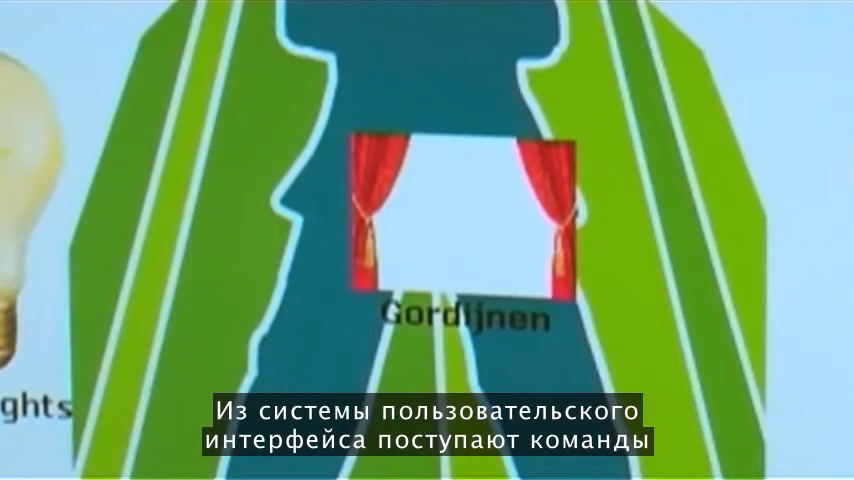 Gordijnen
ghts
Из системы пользовательского
интерфейса поступают команды